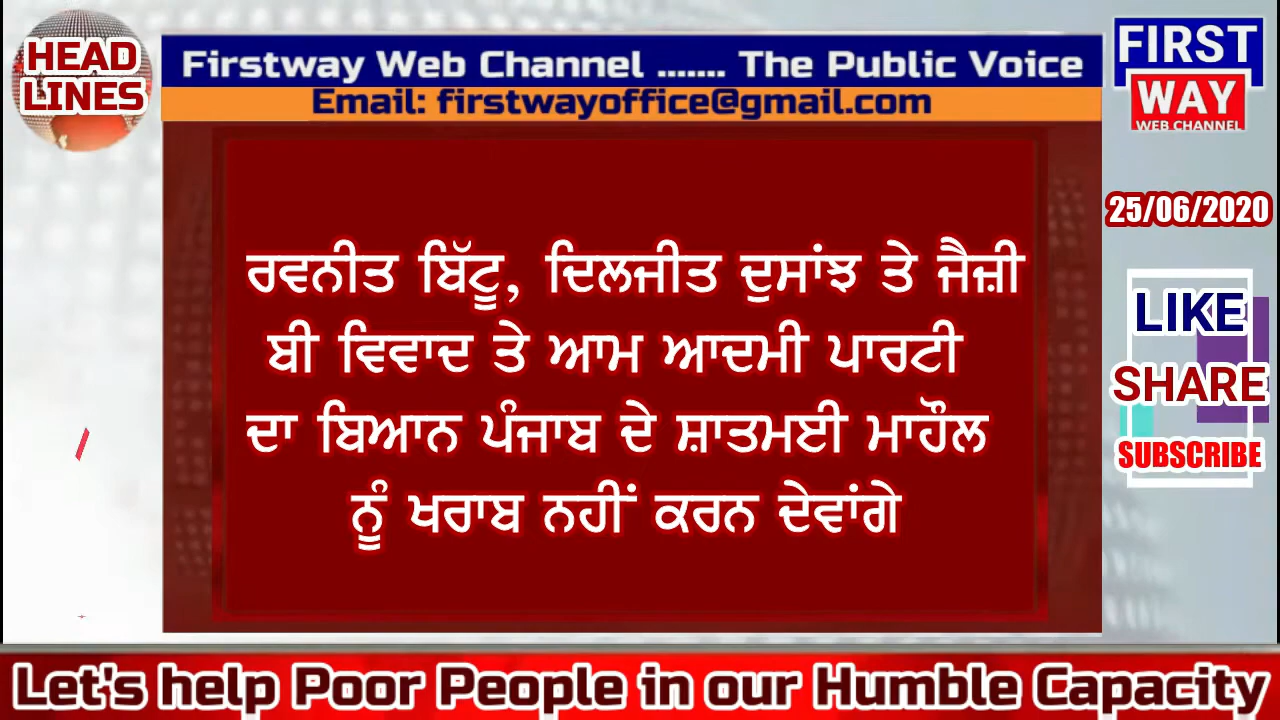 HEAD
LINES
Firstway Web Channel ....... The Public Voice
Email: firstwayoffice@gmail.com
FIRST
WAY
WEB CHANNEL
25/06/2020
ਰਵਨੀਤ ਬਿੱਟੂ, ਦਿਲਜੀਤ ਦੁਸਾਂਝ ਤੇ ਜੈਜ਼ੀ
ਬੀ ਵਿਵਾਦ ਤੇ ਆਮ ਆਦਮੀ ਪਾਰਟੀ
ਦਾ ਬਿਆਨ ਪੰਜਾਬ ਦੇ ਸ਼ਾਤਮਈ ਮਾਹੌਲ
ਨੂੰ ਖਰਾਬ ਨਹੀਂ ਕਰਨ ਦੇਵਾਂਗੇ
LIKE
SHARE
SUBSCRIBE
Let's help Poor People in our Humble Capacity